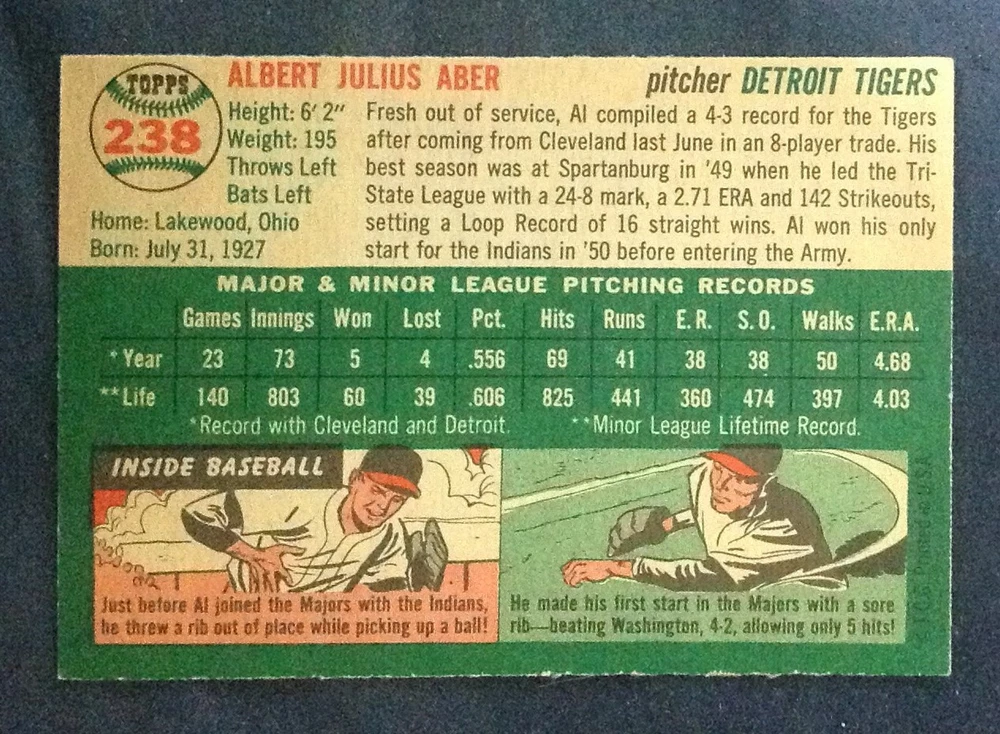 TOPPS
238
ALBERT JULIUS ABER
pitcher DETROIT TIGERS
Height: 6' 2"
Weight: 195
Throws Left
Bats Left
Home: Lakewood, Ohio
Born: July 31, 1927
Fresh out of service, Al compiled a 4-3 record for the Tigers
after coming from Cleveland last June in an 8-player trade. His
best season was at Spartanburg in '49 when he led the Tri-
State League with a 24-8 mark, a 2.71 ERA and 142 Strikeouts,
setting a Loop Record of 16 straight wins. Al won his only
start for the Indians in '50 before entering the Army.
MAJOR & MINOR LEAGUE PITCHING RECORDS
Games Innings Won Lost Pct. Hits Runs E.R. S.O. Walks E.R.A.
*Year 23 73 5 4 .556 69 41 38 38 50 4.68
**Life 140 803 60 39 .606 825 441 360 474 397 4.03
*Record with Cleveland and Detroit. **Minor League Lifetime Record.
INSIDE BASEBALL
Just before Al joined the Majors with the Indians,
he threw a rib out of place while picking up a ball!
He made his first start in the Majors with a sore
rib—beating Washington, 4-2, allowing only 5 hits!